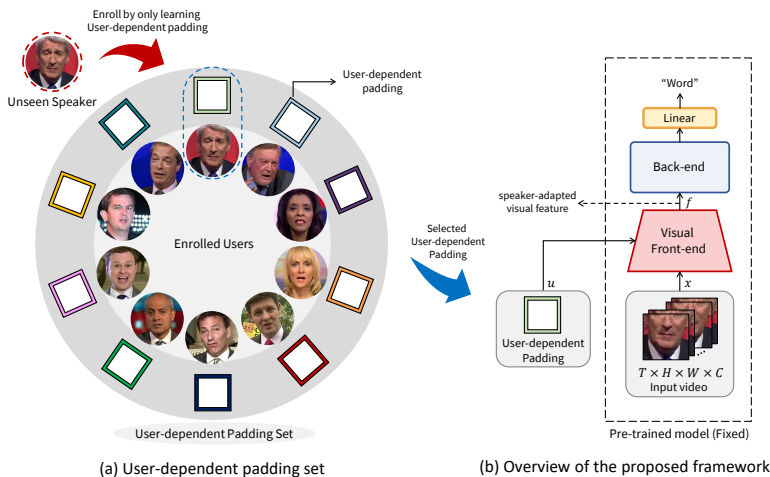 Enroll by only learning
User-dependent padding
Unseen Speaker
User-dependent
padding
Enrolled Users
User-dependent Padding Set
(a) User-dependent padding set
Selected
User-dependent
Padding
"Word"
Linear
Back-end
speaker-adapted
visual feature
f
Visual
Front-end
u
x
User-dependent
Padding
T × H × W × C
Input video
Pre-trained model (Fixed)
(b) Overview of the proposed framework